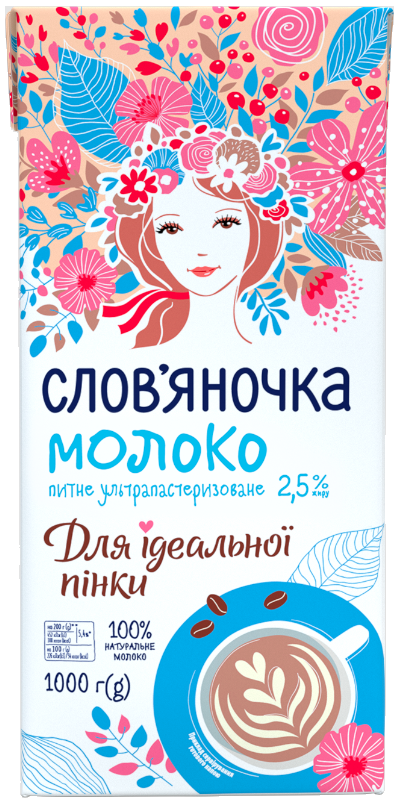 СЛОВ'ЯНОЧКА
МОЛОКО
питне ультрапастеризоване 2,5% жиру
Для ідеальної
пінки
100%
НАТУРАЛЬНЕ
МОЛОКО
1000 г(g)